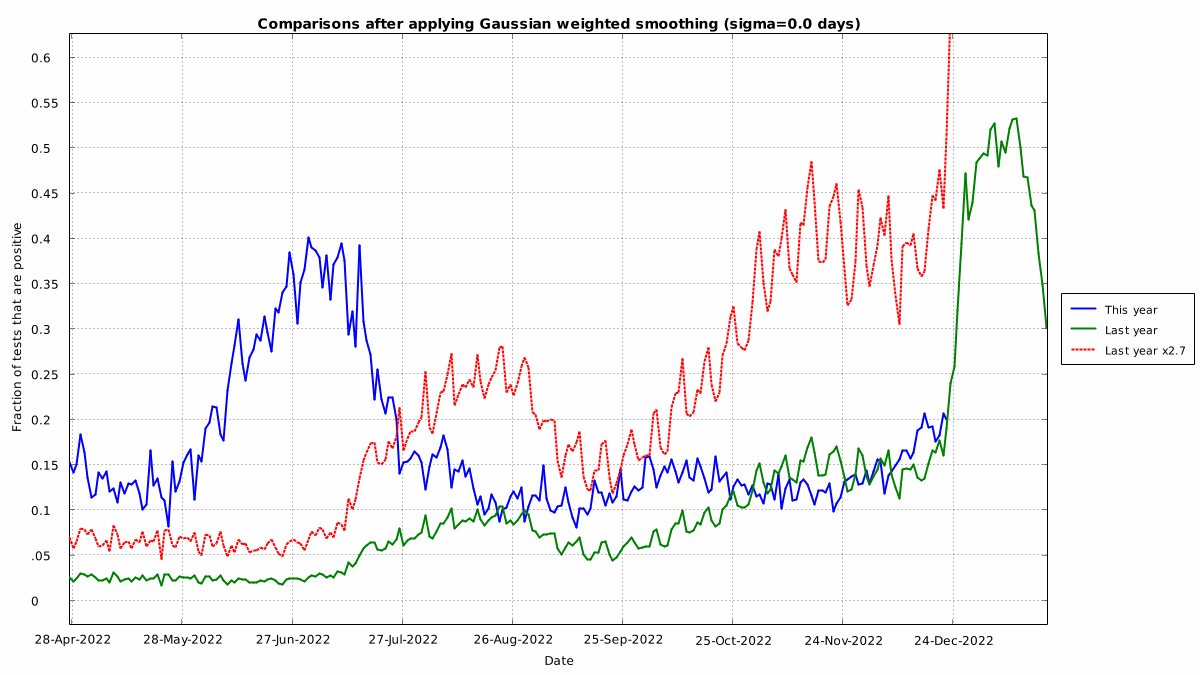 Comparisons after applying Gaussian weighted smoothing (sigma=0.0 days)
0.6
0.55
0.5
0.45
0.4
0.35
0.3
0.25
0.2
0.15
0.1
.05
0
Fraction of tests that are positive
28-Apr-2022
28-May-2022
27-Jun-2022
27-Jul-2022
26-Aug-2022
25-Sep-2022
25-Oct-2022
24-Nov-2022
24-Dec-2022
Date
This year
Last year
Last year x2.7